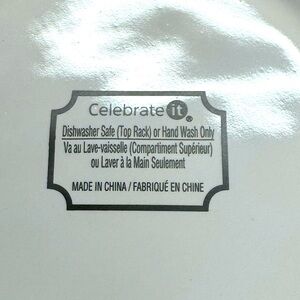 Celebrate it ®
Dishwasher Safe (Top Rack) or Hand Wash Only
Va au Lave-vaisselle (Compartiment Supérieur)
ou Laver à la Main Seulement
MADE IN CHINA / FABRIQUÉ EN CHINE